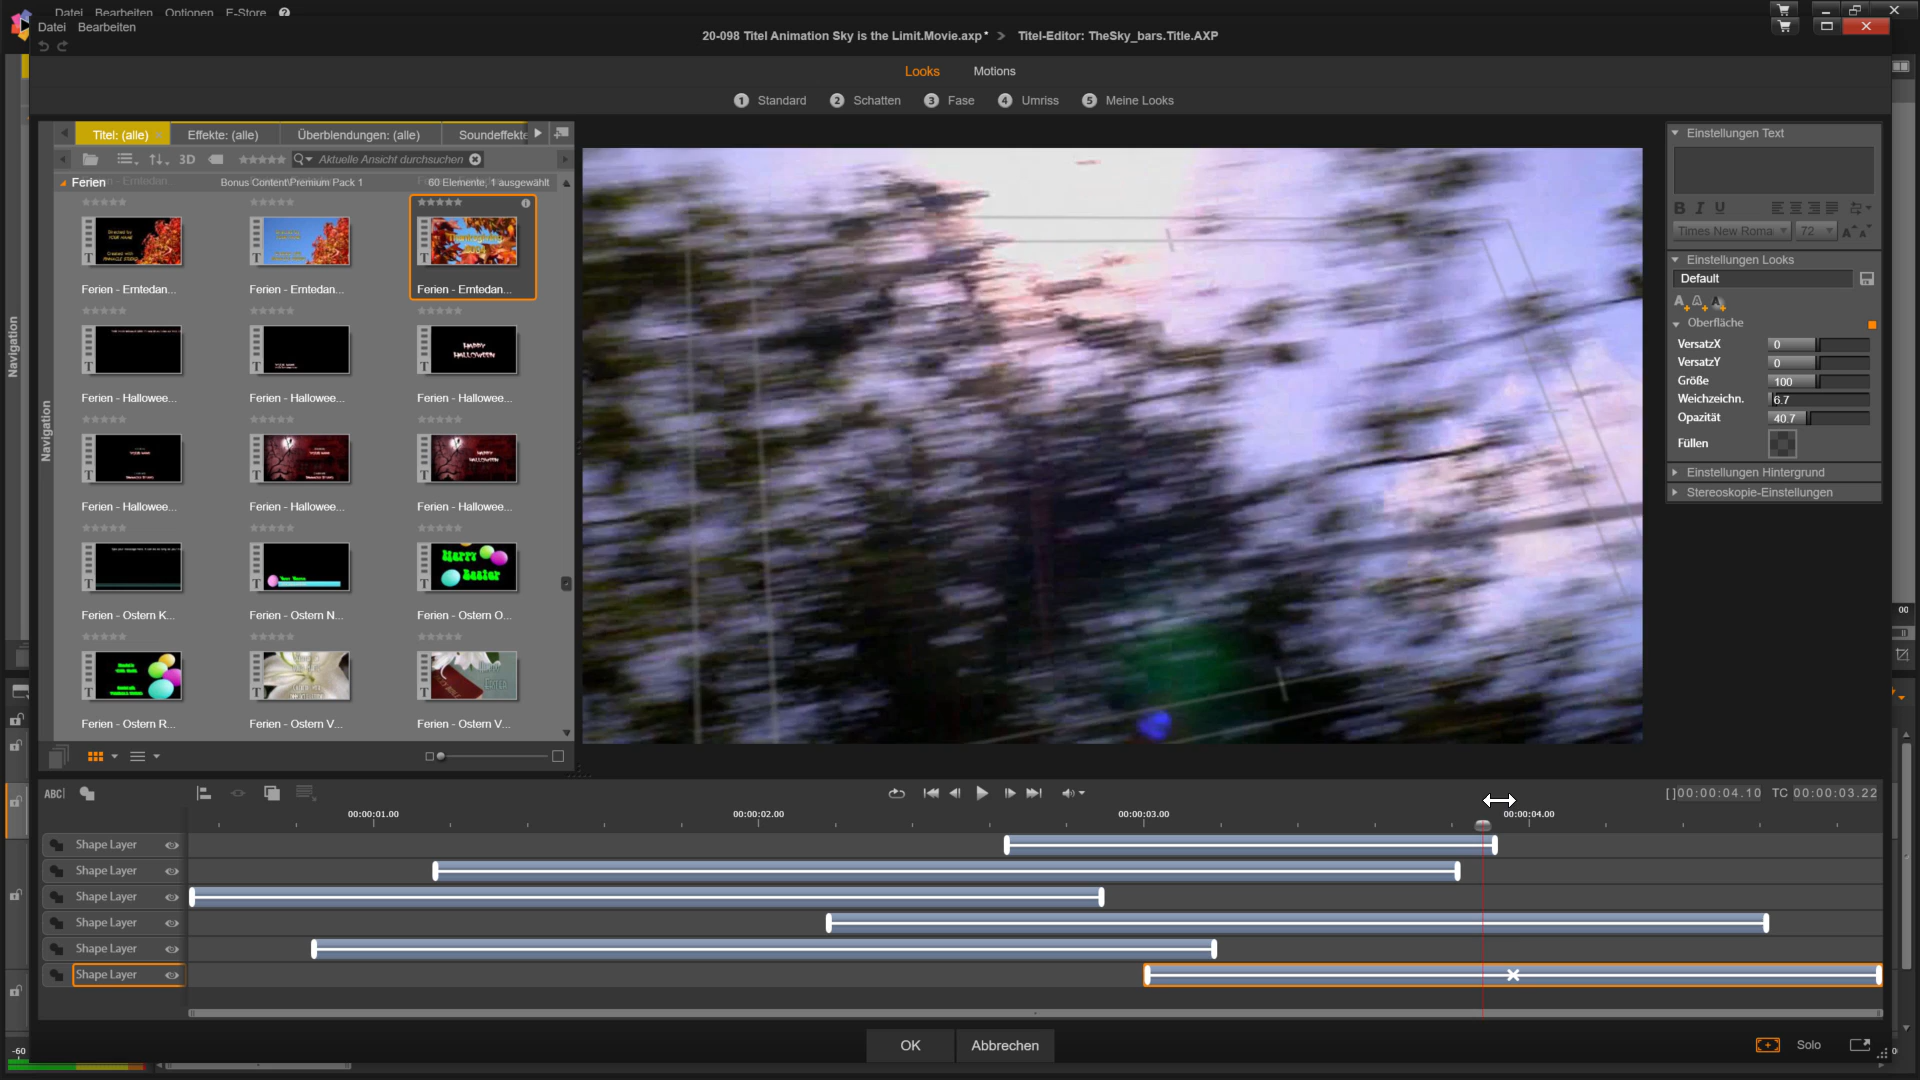 Datei Bearbeiten Optionen E-Store
Datei Bearbeiten
20-098 Titel Animation Sky is the Limit.Movie.axp* > Titel-Editor: TheSky_bars.Title.AXP
Looks Motions
1 Standard 2 Schatten 3 Fase 4 Umriss 5 Meine Looks
Titel: (alle) Effekte: (alle) Überblendungen: (alle) Soundeffekte
3D Aktuelle Ansicht durchsuchen
Ferien Bonus Content\Premium Pack 1 60 Elemente, 1 ausgewählt
Ferien - Erntedan... Ferien - Erntedan... Ferien - Erntedan...
HAPPY HALLOWEEN
Ferien - Hallowee... Ferien - Hallowee... Ferien - Hallowee...
Ferien - Hallowee... Ferien - Hallowee... Ferien - Hallowee...
Happy Easter
Ferien - Ostern K... Ferien - Ostern N... Ferien - Ostern O...
Ferien - Ostern R... Ferien - Ostern V... Ferien - Ostern V...
Navigation
Navigation
Einstellungen Text
B I U
Times New Roma 72
Einstellungen Looks
Default
Oberfläche
VersatzX 0
VersatzY 0
Größe 100
Weichzeichn. 6.7
Opazität 40.7
Füllen
Einstellungen Hintergrund
Stereoskopie-Einstellungen
00
ABC
[]00:00:04.10 TC 00:00:03.22
00:00:01.00 00:00:02.00 00:00:03.00 00:00:04.00
Shape Layer
Shape Layer
Shape Layer
Shape Layer
Shape Layer
Shape Layer
OK Abbrechen
Solo
-60